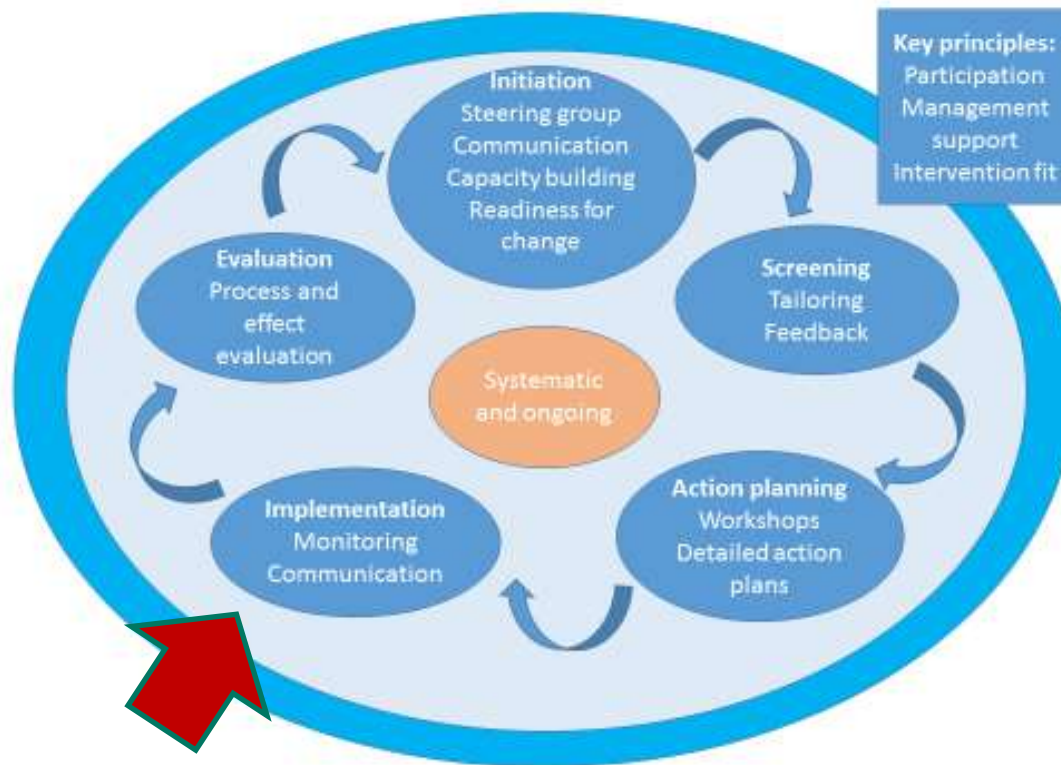 Key principles:
Participation
Management
support
Intervention fit
Initiation
Steering group
Communication
Capacity building
Readiness for
change
Screening
Tailoring
Feedback
Action planning
Workshops
Detailed action
plans
Implementation
Monitoring
Communication
Evaluation
Process and
effect
evaluation
Systematic
and ongoing